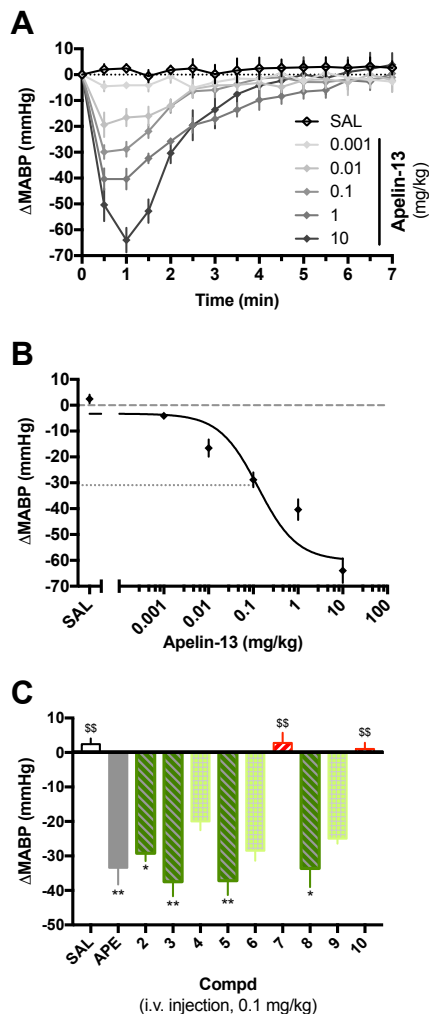 A
10
0
-10
-20
-30
-40
-50
-60
-70
ΔMABP (mmHg)
0 1 2 3 4 5 6 7
Time (min)
SAL
0.001
0.01
0.1
1
10
Apelin-13
(mg/kg)
B
10
0
-10
-20
-30
-40
-50
-60
-70
ΔMABP (mmHg)
SAL 0.001 0.01 0.1 1 10 100
Apelin-13 (mg/kg)
C
10
0
-10
-20
-30
-40
-50
ΔMABP (mmHg)
$$ $$ $$
** * ** ** *
SAL APE 2 3 4 5 6 7 8 9 10
Compd
(i.v. injection, 0.1 mg/kg)